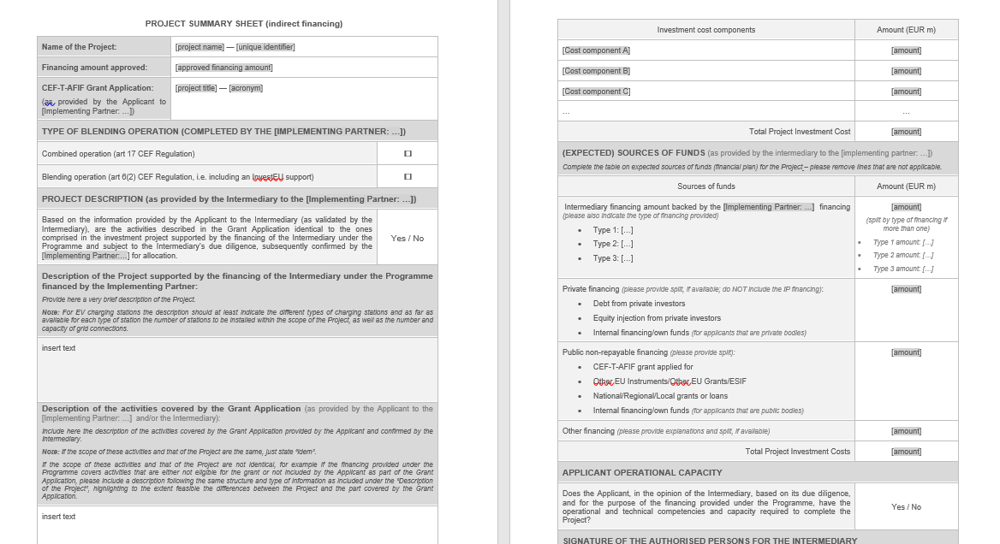 PROJECT SUMMARY SHEET (indirect financing)
Name of the Project:
[project name] — [unique identifier]
Financing amount approved:
[approved financing amount]
CEF-T-AFIF Grant Application:
(as provided by the Applicant to
[Implementing Partner: …])
[project title] — [acronym]
TYPE OF BLENDING OPERATION (COMPLETED BY THE [IMPLEMENTING PARTNER: …])
Combined operation (art 17 CEF Regulation)
☐
Blending operation (art 6(2) CEF Regulation, i.e. including an InvestEU support)
☐
PROJECT DESCRIPTION (as provided by the Intermediary to the [Implementing Partner: …])
Based on the information provided by the Applicant to the Intermediary (as validated by the
Intermediary), are the activities described in the Grant Application identical to the ones
comprised in the investment project supported by the financing of the Intermediary under the
Programme and subject to the Intermediary's due diligence, subsequently confirmed by the
[Implementing Partner:…] for allocation.
Yes / No
Description of the Project supported by the financing of the Intermediary under the Programme
financed by the Implementing Partner:
Provide here a very brief description of the Project.
Note: For EV charging stations the description should at least indicate the different types of charging stations and as far as
available for each type of station the number of stations to be installed within the scope of the Project, as well as the number and
capacity of grid connections.
insert text
Description of the activities covered by the Grant Application (as provided by the Applicant to the
[Implementing Partner: …] and/or the Intermediary):
Include here the description of the activities covered by the Grant Application provided by the Applicant and confirmed by the
Intermediary.
Note: If the scope of these activities and that of the Project are the same, just state "idem".
If the scope of these activities and that of the Project are not identical, for example if the financing provided under the
Programme covers activities that are either not eligible for the grant or not included by the Applicant as part of the Grant
Application, please include a description following the same structure and type of information as included under the "Description
of the Project", highlighting to the extent feasible the differences between the Project and the part covered by the Grant
Application.
insert text
Investment cost components
Amount (EUR m)
[Cost component A]
[amount]
[Cost component B]
[amount]
[Cost component C]
[amount]
…
…
Total Project Investment Cost
[amount]
(EXPECTED) SOURCES OF FUNDS (as provided by the intermediary to the [implementing partner: …])
Complete the table on expected sources of funds (financial plan) for the Project – please remove lines that are not applicable.
Sources of funds
Amount (EUR m)
Intermediary financing amount backed by the [Implementing Partner: …] financing
(please also indicate the type of financing provided)
• Type 1: […]
• Type 2: […]
• Type 3: […]
[amount]
(split by type of financing if
more than one)
• Type 1 amount: […]
• Type 2 amount: […]
• Type 3 amount: […]
Private financing (please provide split, if available; do NOT include the IP financing):
• Debt from private investors
• Equity injection from private investors
• Internal financing/own funds (for applicants that are private bodies)
[amount]
Public non-repayable financing (please provide split):
• CEF-T-AFIF grant applied for
• Other EU Instruments/Other EU Grants/ESIF
• National/Regional/Local grants or loans
• Internal financing/own funds (for applicants that are public bodies)
[amount]
Other financing (please provide explanations and split, if available)
[amount]
Total Project Investment Costs
[amount]
APPLICANT OPERATIONAL CAPACITY
Does the Applicant, in the opinion of the Intermediary, based on its due diligence,
and for the purpose of the financing provided under the Programme, have the
operational and technical competencies and capacity required to complete the
Project?
Yes / No
SIGNATURE OF THE AUTHORISED PERSONS FOR THE INTERMEDIARY